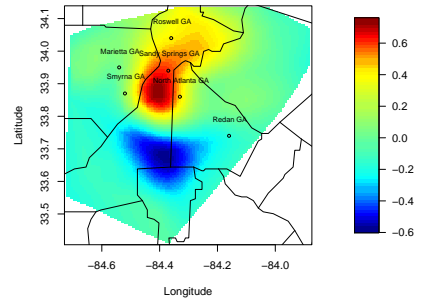 Roswell GA
Marietta GA
Sandy Springs GA
Smyrna GA
North Atlanta GA
Redan GA
34.1
34.0
33.9
33.8
33.7
33.6
33.5
Latitude
−84.6
−84.4
−84.2
−84.0
Longitude
0.6
0.4
0.2
0.0
−0.2
−0.4
−0.6